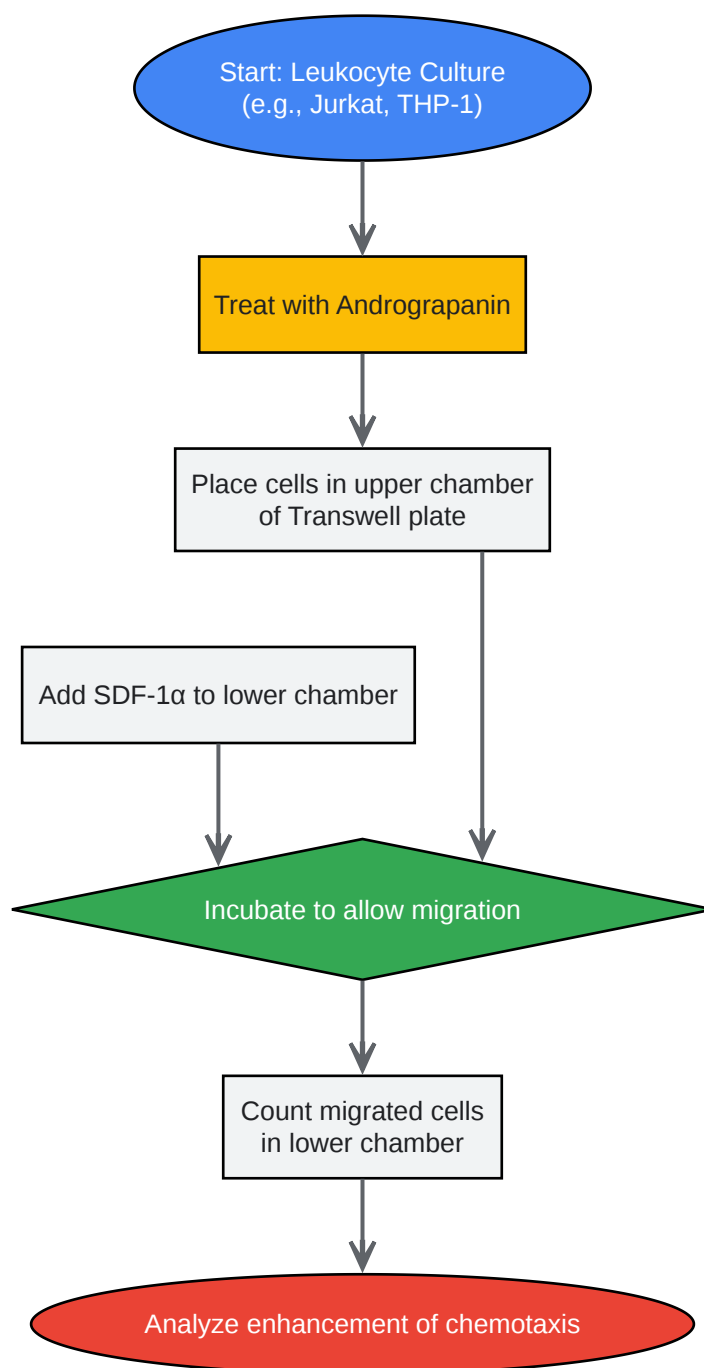 Start: Leukocyte Culture
(e.g., Jurkat, THP-1)
Treat with Andrograpanin
Place cells in upper chamber
of Transwell plate
Add SDF-1α to lower chamber
Incubate to allow migration
Count migrated cells
in lower chamber
Analyze enhancement of chemotaxis